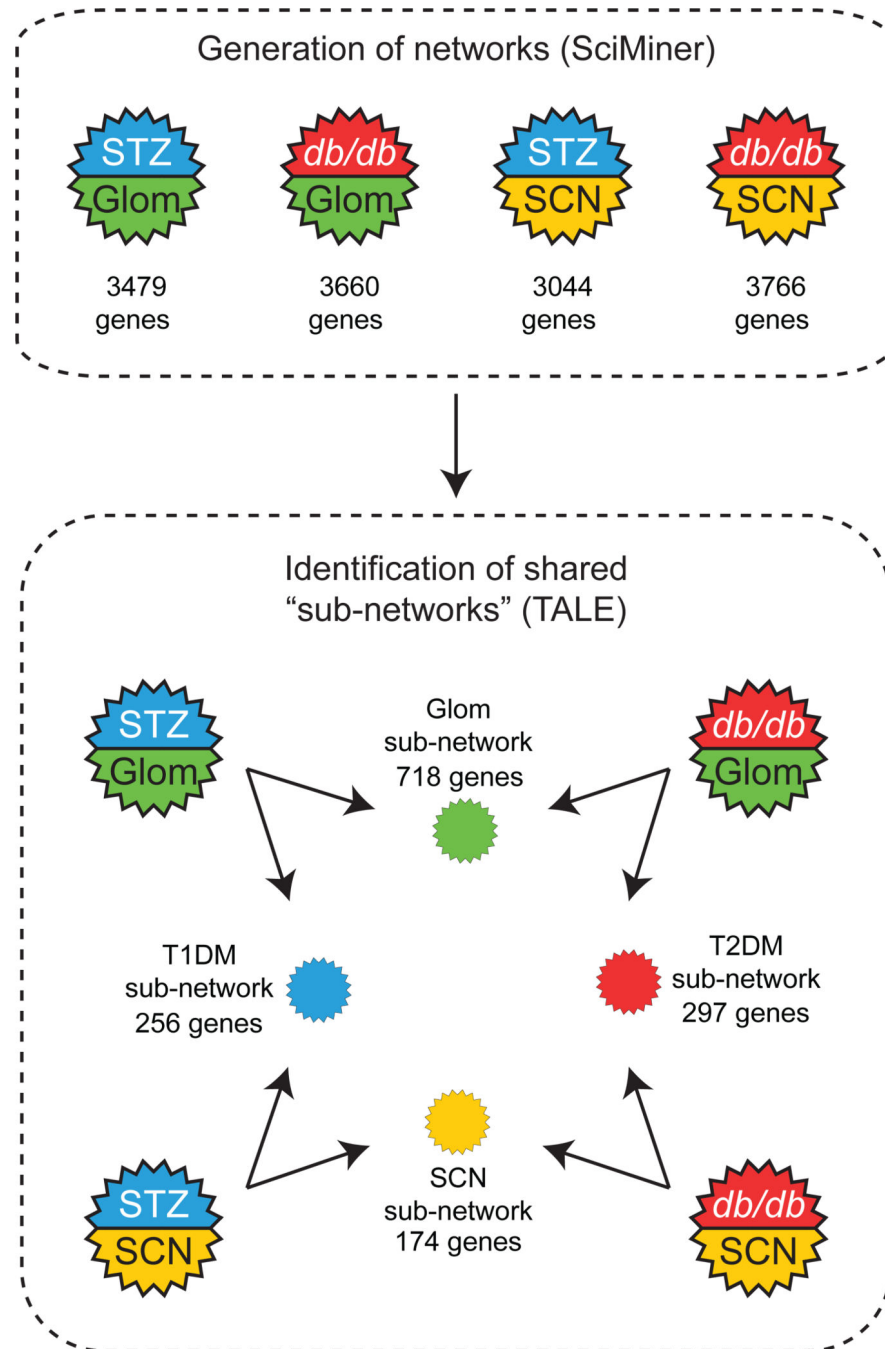 Generation of networks (SciMiner)
STZ
Glom
db/db
Glom
STZ
SCN
db/db
SCN
3479
genes
3660
genes
3044
genes
3766
genes
Identification of shared
“sub-networks” (TALE)
STZ
Glom
Glom
sub-network
718 genes
db/db
Glom
T1DM
sub-network
256 genes
T2DM
sub-network
297 genes
STZ
SCN
SCN
sub-network
174 genes
db/db
SCN